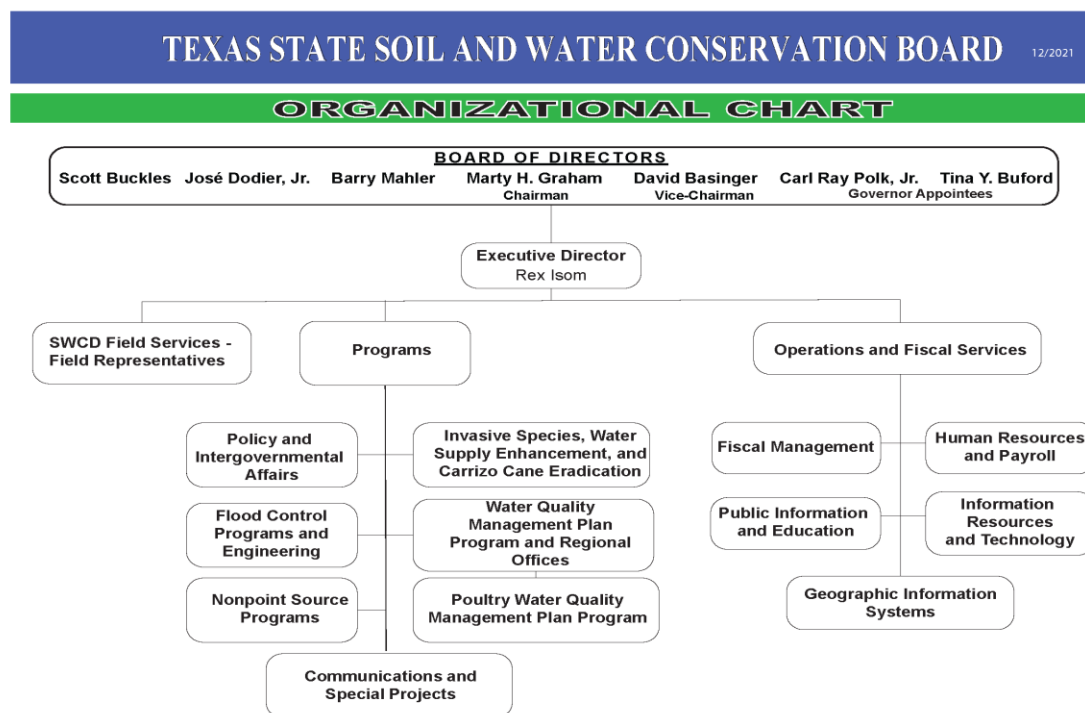 TEXAS STATE SOIL AND WATER CONSERVATION BOARD 12/2021
ORGANIZATIONAL CHART
BOARD OF DIRECTORS
Scott Buckles José Dodier, Jr. Barry Mahler Marty H. Graham David Basinger Carl Ray Polk, Jr. Tina Y. Buford
Chairman Vice-Chairman Governor Appointees
Executive Director
Rex Isom
SWCD Field Services -
Field Representatives
Programs
Operations and Fiscal Services
Policy and
Intergovernmental
Affairs
Invasive Species, Water
Supply Enhancement, and
Carrizo Cane Eradication
Fiscal Management
Human Resources
and Payroll
Flood Control
Programs and
Engineering
Water Quality
Management Plan
Program and Regional
Offices
Public Information
and Education
Information
Resources
and Technology
Nonpoint Source
Programs
Poultry Water Quality
Management Plan Program
Geographic Information
Systems
Communications and
Special Projects